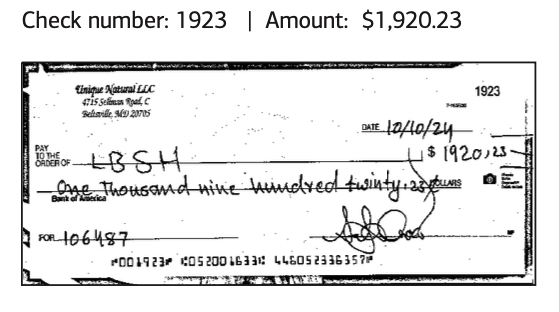 Check number: 1923 | Amount: $1,920.23
Unique Natural LLC
4715 Sellman Road, C
Beltsville, MD 20705
1923
DATE 10/10/24
PAY TO THE ORDER OF LBSH $ 1920.23
One Thousand nine hundred twinty, 23 DOLLARS
Bank of America
FOR 106487
⑈001923⑈ ⑆052001633⑆ 446052336357⑈